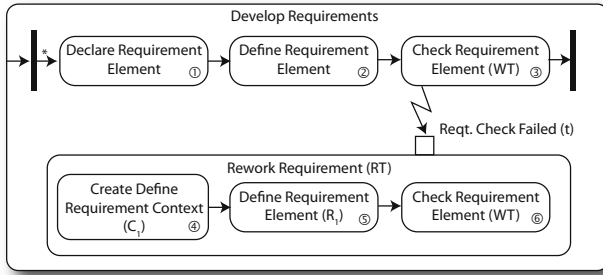 Develop Requirements
*
Declare Requirement
Element ①
Define Requirement
Element ②
Check Requirement
Element (WT) ③
Reqt. Check Failed (t)
Rework Requirement (RT)
Create Define
Requirement Context
(C₁) ④
Define Requirement
Element (R₁) ⑤
Check Requirement
Element (WT) ⑥